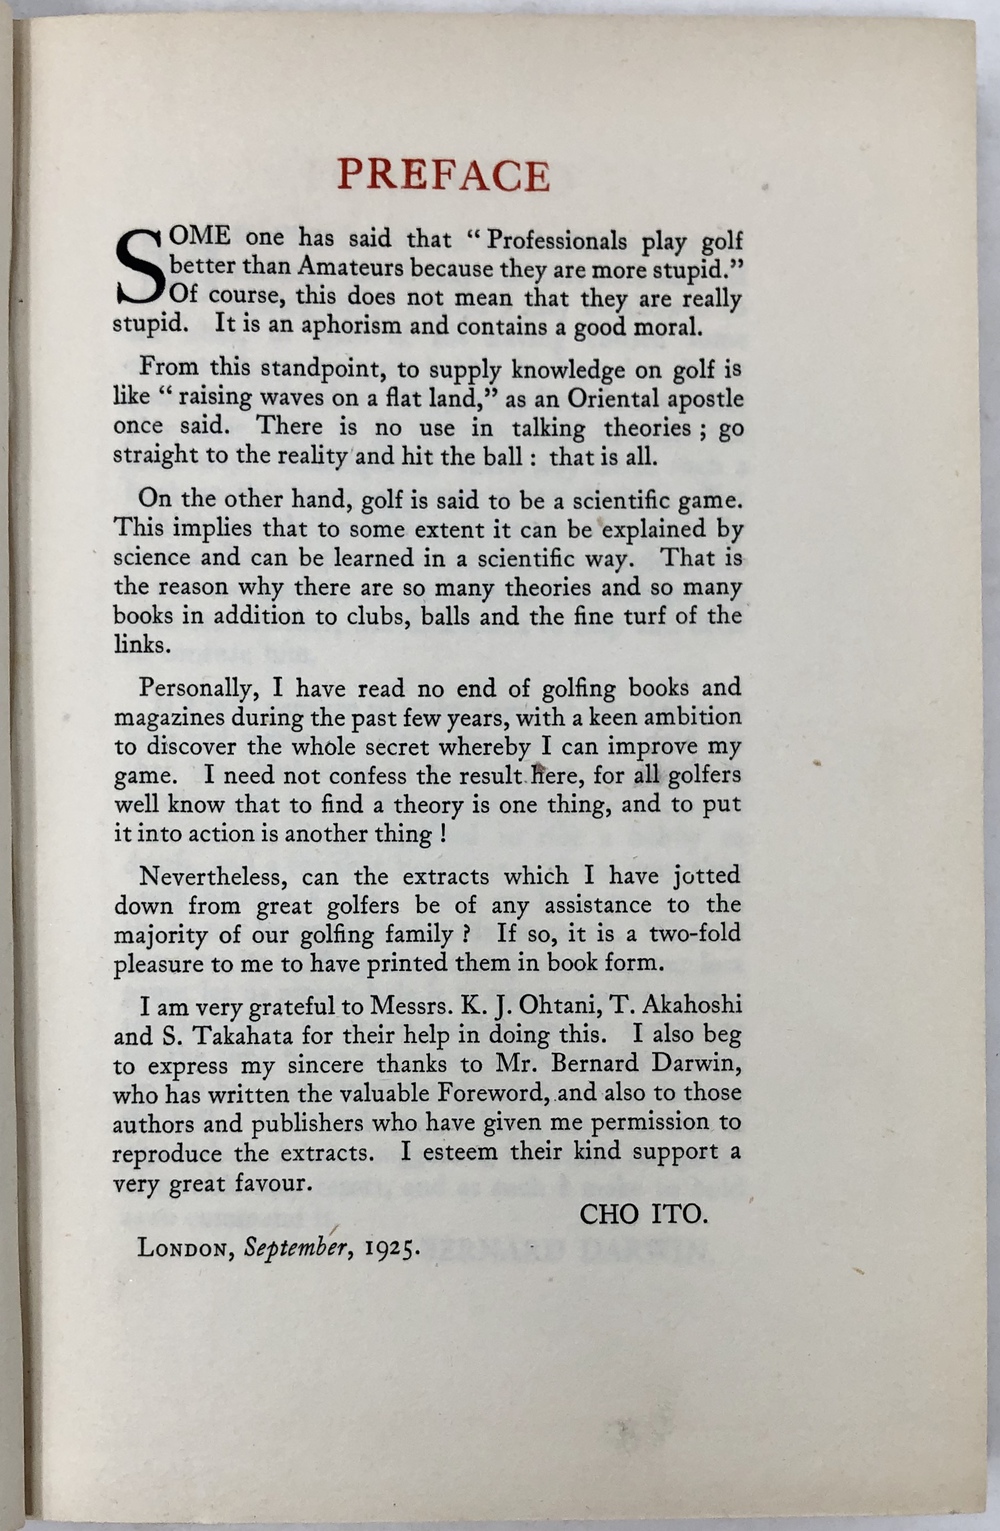 PREFACE
SOME one has said that “ Professionals play golf
better than Amateurs because they are more stupid.”
Of course, this does not mean that they are really
stupid. It is an aphorism and contains a good moral.
From this standpoint, to supply knowledge on golf is
like “ raising waves on a flat land,” as an Oriental apostle
once said. There is no use in talking theories ; go
straight to the reality and hit the ball : that is all.
On the other hand, golf is said to be a scientific game.
This implies that to some extent it can be explained by
science and can be learned in a scientific way. That is
the reason why there are so many theories and so many
books in addition to clubs, balls and the fine turf of the
links.
Personally, I have read no end of golfing books and
magazines during the past few years, with a keen ambition
to discover the whole secret whereby I can improve my
game. I need not confess the result here, for all golfers
well know that to find a theory is one thing, and to put
it into action is another thing !
Nevertheless, can the extracts which I have jotted
down from great golfers be of any assistance to the
majority of our golfing family ? If so, it is a two-fold
pleasure to me to have printed them in book form.
I am very grateful to Messrs. K. J. Ohtani, T. Akahoshi
and S. Takahata for their help in doing this. I also beg
to express my sincere thanks to Mr. Bernard Darwin,
who has written the valuable Foreword, and also to those
authors and publishers who have given me permission to
reproduce the extracts. I esteem their kind support a
very great favour.
CHO ITO.
LONDON, September, 1925.